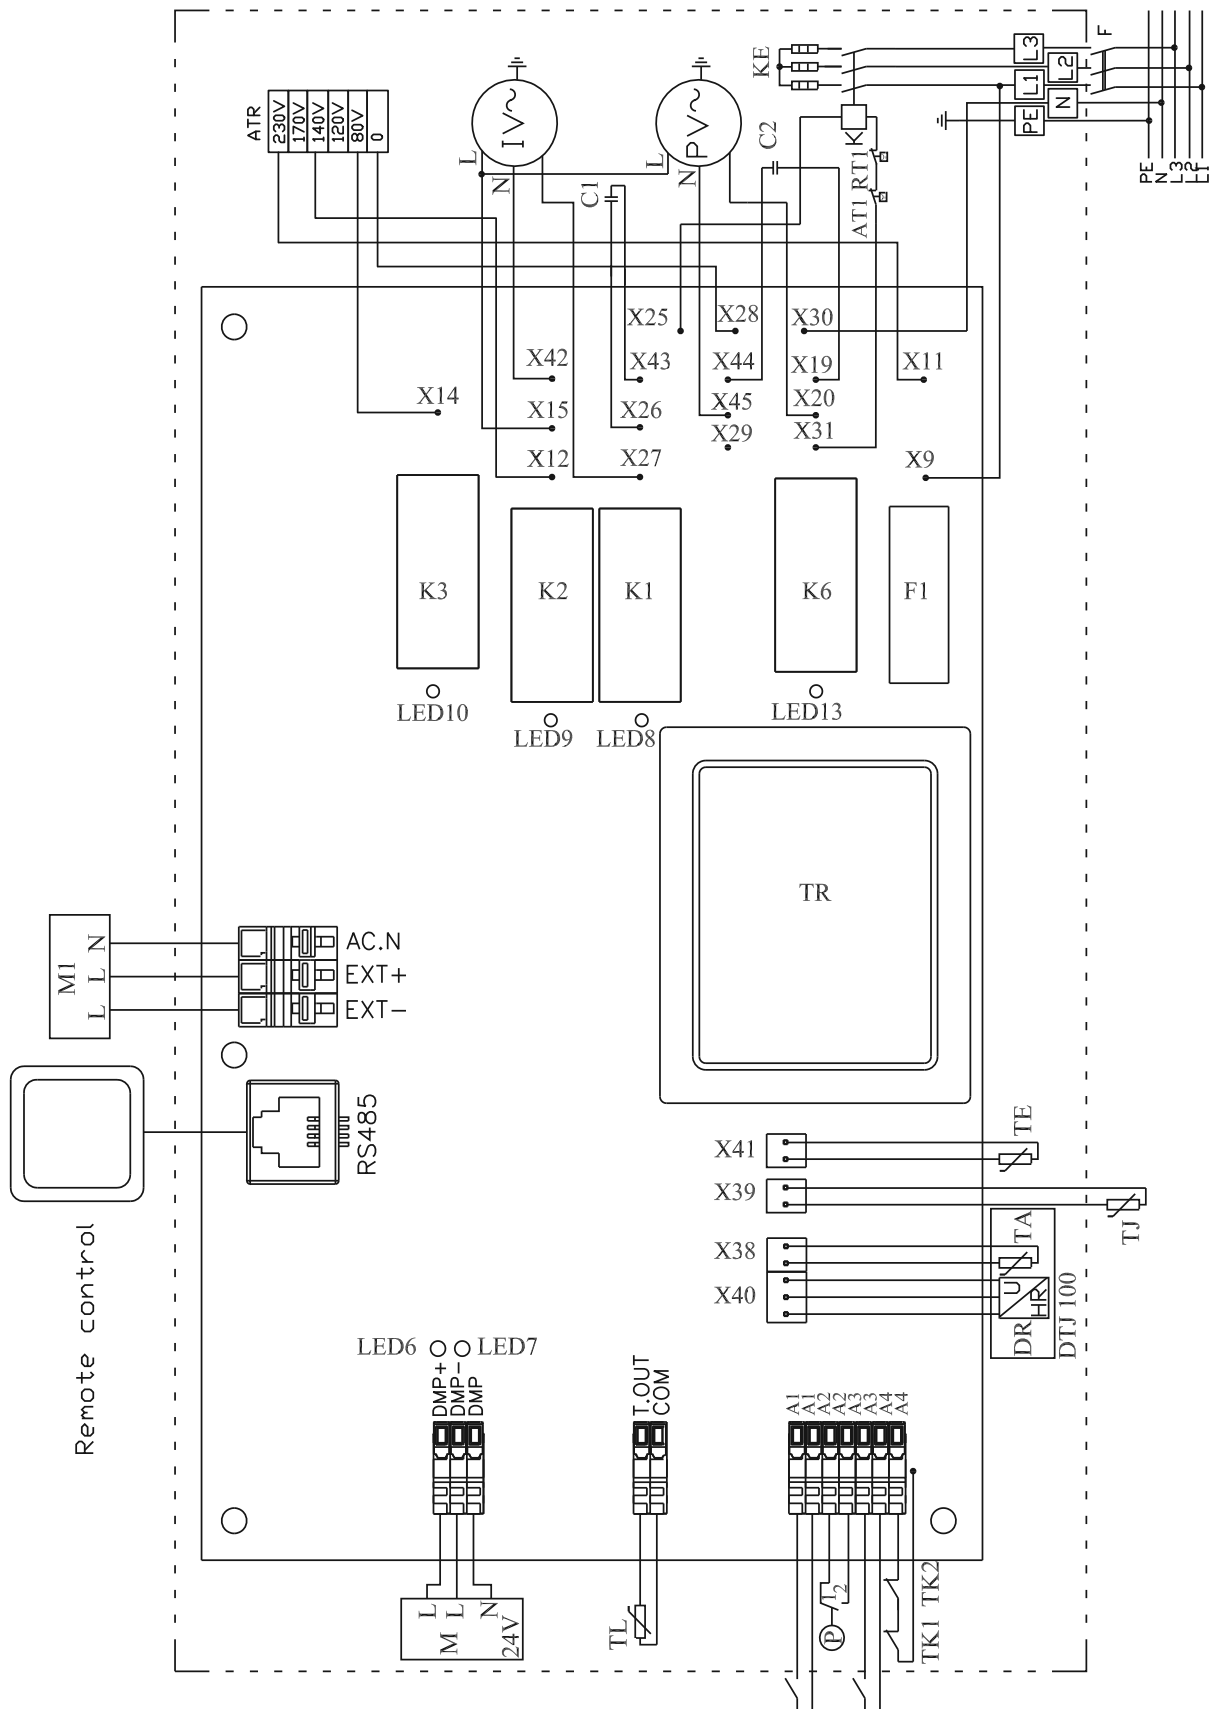 ATR
230V
170V
140V
120V
80V
0
IV~
L
N
PV~
L
N
C1
C2
KE
K
AT1 RT1
L3
L2
L1
N
PE
F
PE
N
L3
L2
L1
X25
X28
X30
X42
X43
X44
X19
X11
X14
X15
X26
X45
X20
X29
X31
X12
X27
X9
K3
K2
K1
K6
F1
LED10
LED9
LED8
LED13
TR
M1
L L N
AC.N
EXT+
EXT-
RS485
Remote control
X41
X39
X38
X40
TE
TJ
TA
U
HR
DR
DTJ 100
LED6
LED7
DMP+
DMP-
DMP
T.OUT
COM
A1
A1
A2
A2
A3
A3
A4
A4
L
L
N
M
24V
TL
P
1
2
TK1 TK2